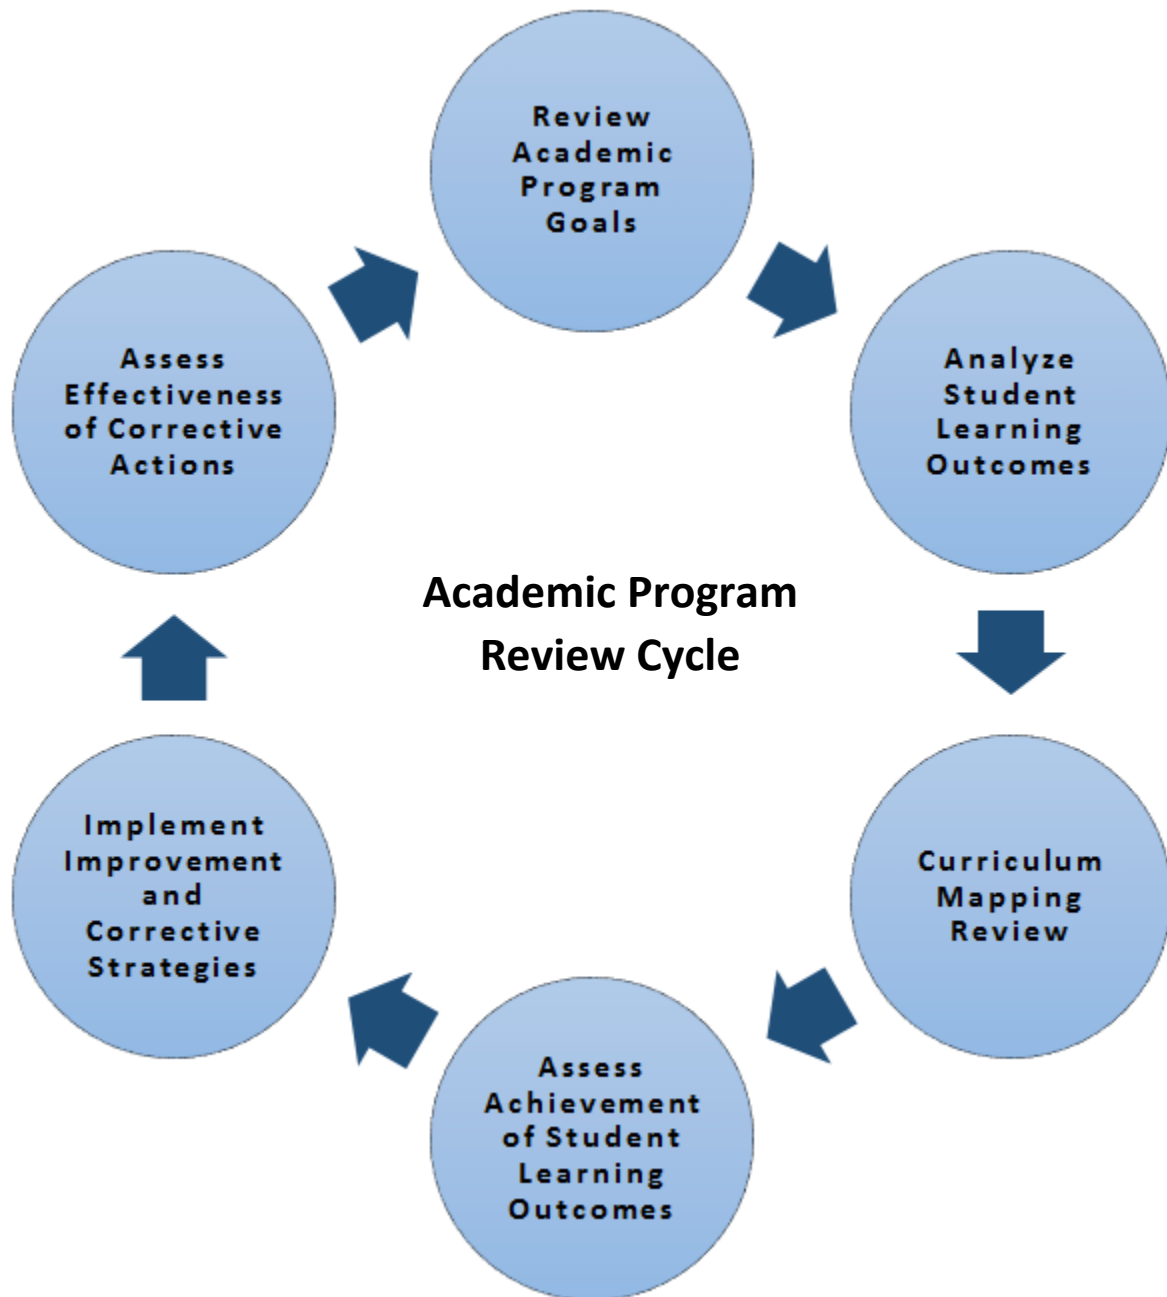 Review
Academic
Program
Goals
Analyze
Student
Learning
Outcomes
Curriculum
Mapping
Review
Assess
Achievement
of Student
Learning
Outcomes
Implement
Improvement
and
Corrective
Strategies
Assess
Effectiveness
of Corrective
Actions
Academic Program
Review Cycle